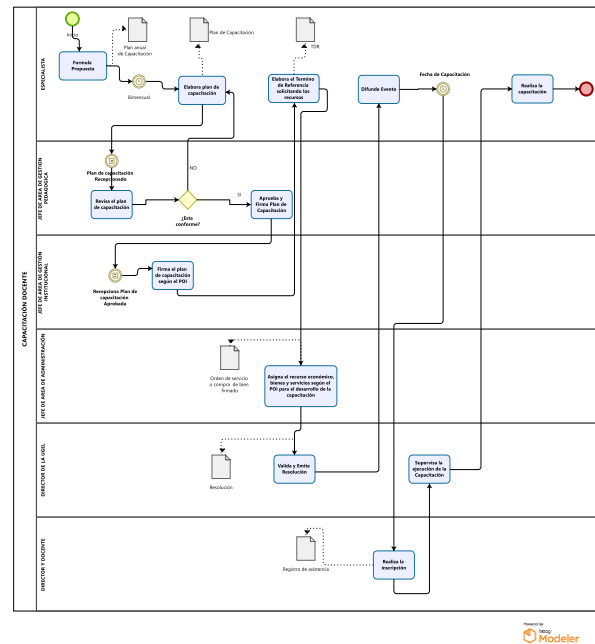 CAPACITACIÓN DOCENTE
ESPECIALISTA
Inicio
Formula
Propuesta
Plan anual
de Capacitación
Bimensual
Plan de Capacitación
Elabora plan de
capacitación
TDR
Elabora el Termino
de Referencia
solicitando los
recursos
Difunde Evento
Fecha de Capacitación
Realiza la
capacitación
JEFE DE AREA DE GESTION
PEDAGOGICA
Plan de capacitación
Recepcionado
Revisa el plan
de capacitación
NO
¿Esta
conforme?
SI
Aprueba y
Firma Plan de
Capacitación
JEFE DE AREA DE GESTIÓN
INSTITUCIONAL
Recepciona Plan de
capacitación
Aprobada
Firma el plan
de capacitación
según el POI
JEFE DE AREA DE ADMINISTRACIÓN
Orden de servicio
o compra de bien
firmado
Asigna el recurso económico,
bienes y servicios según el
POI para el desarrollo de la
capacitación
DIRECTOR DE LA UGEL
Resolución
Valida y Emite
Resolución
Supervisa la
ejecución de la
Capacitación
DIRECTOR Y DOCENTE
Registro de asistencia
Realiza la
inscripción
Powered by
bizagi
Modeler